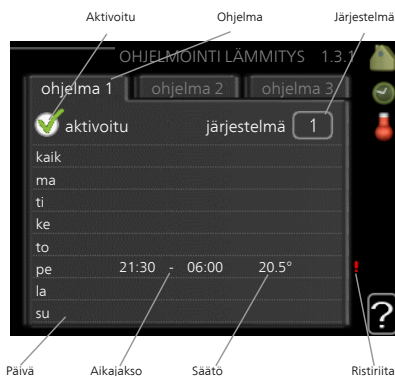 Aktivoitu Ohjelma Järjestelmä
OHJELMOINTI LÄMMITYS 1.3.1
ohjelma 1 ohjelma 2 ohjelma 3
aktivoitu järjestelmä 1
kaik
ma
ti
ke
to
pe 21:30 - 06:00 20.5° !
la
su
?
Päivä Aikajakso Säätö Ristiriita